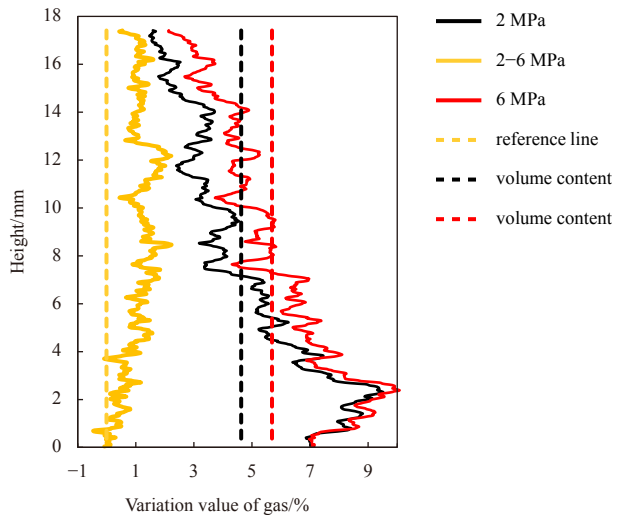 18
16
14
12
10
8
6
4
2
0
Height/mm
−1
1
3
5
7
9
Variation value of gas/%
2 MPa
2−6 MPa
6 MPa
reference line
volume content
volume content